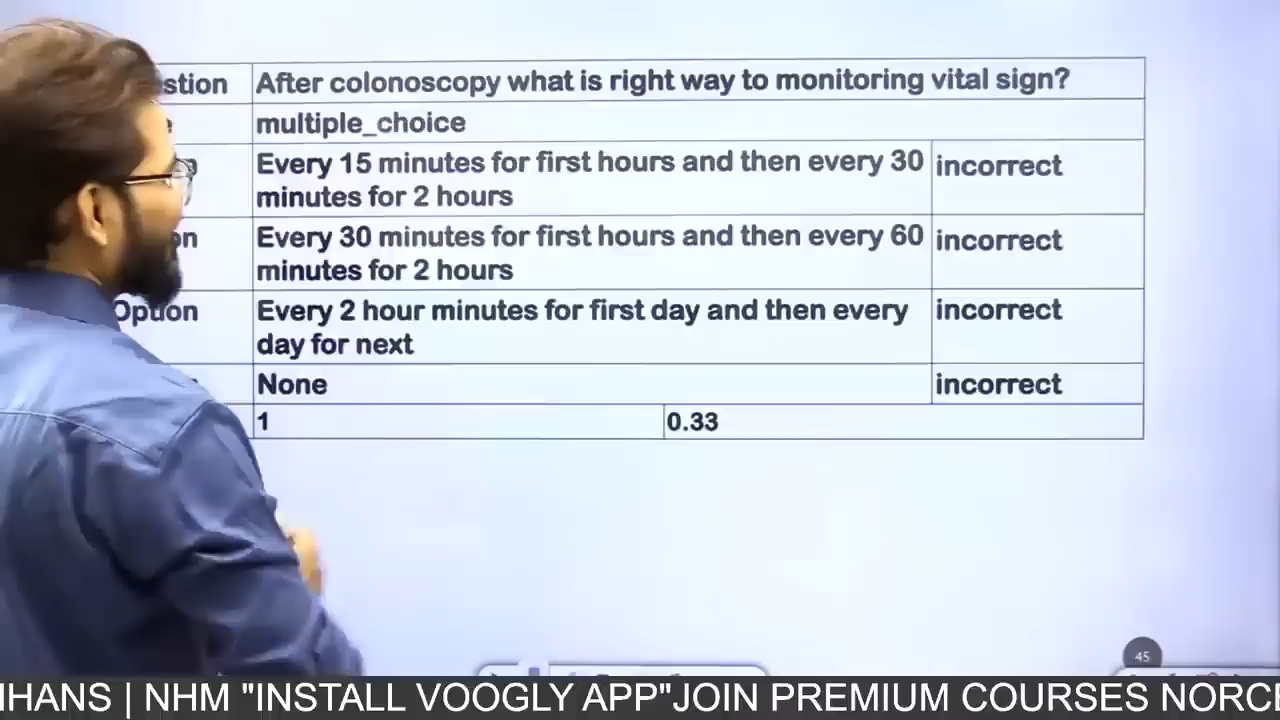 stion After colonoscopy what is right way to monitoring vital sign?
e multiple_choice
Every 15 minutes for first hours and then every 30 incorrect
minutes for 2 hours
on Every 30 minutes for first hours and then every 60 incorrect
minutes for 2 hours
Option Every 2 hour minutes for first day and then every incorrect
day for next
None incorrect
1 0.33
45
IHANS | NHM "INSTALL VOOGLY APP"JOIN PREMIUM COURSES NORCE